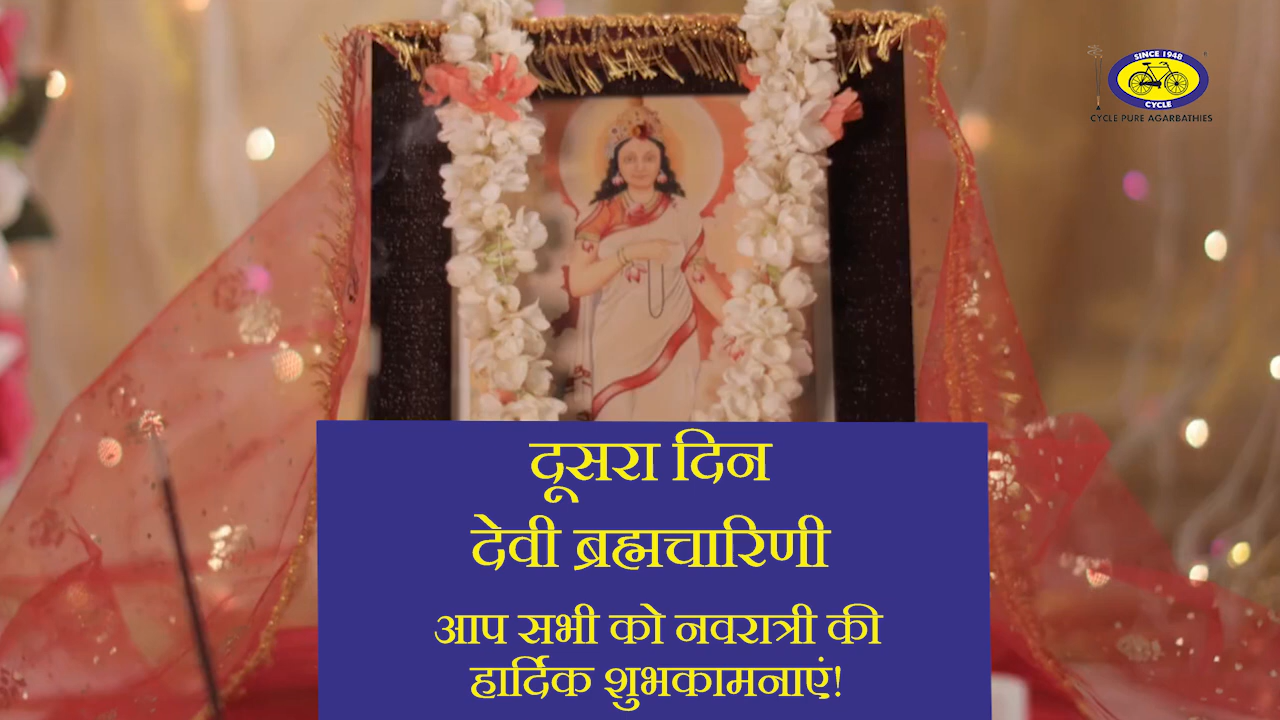 SINCE 1948
CYCLE
CYCLE PURE AGARBATHIES
दूसरा दिन
देवी ब्रह्मचारिणी
आप सभी को नवरात्री की
हार्दिक शुभकामनाएं!